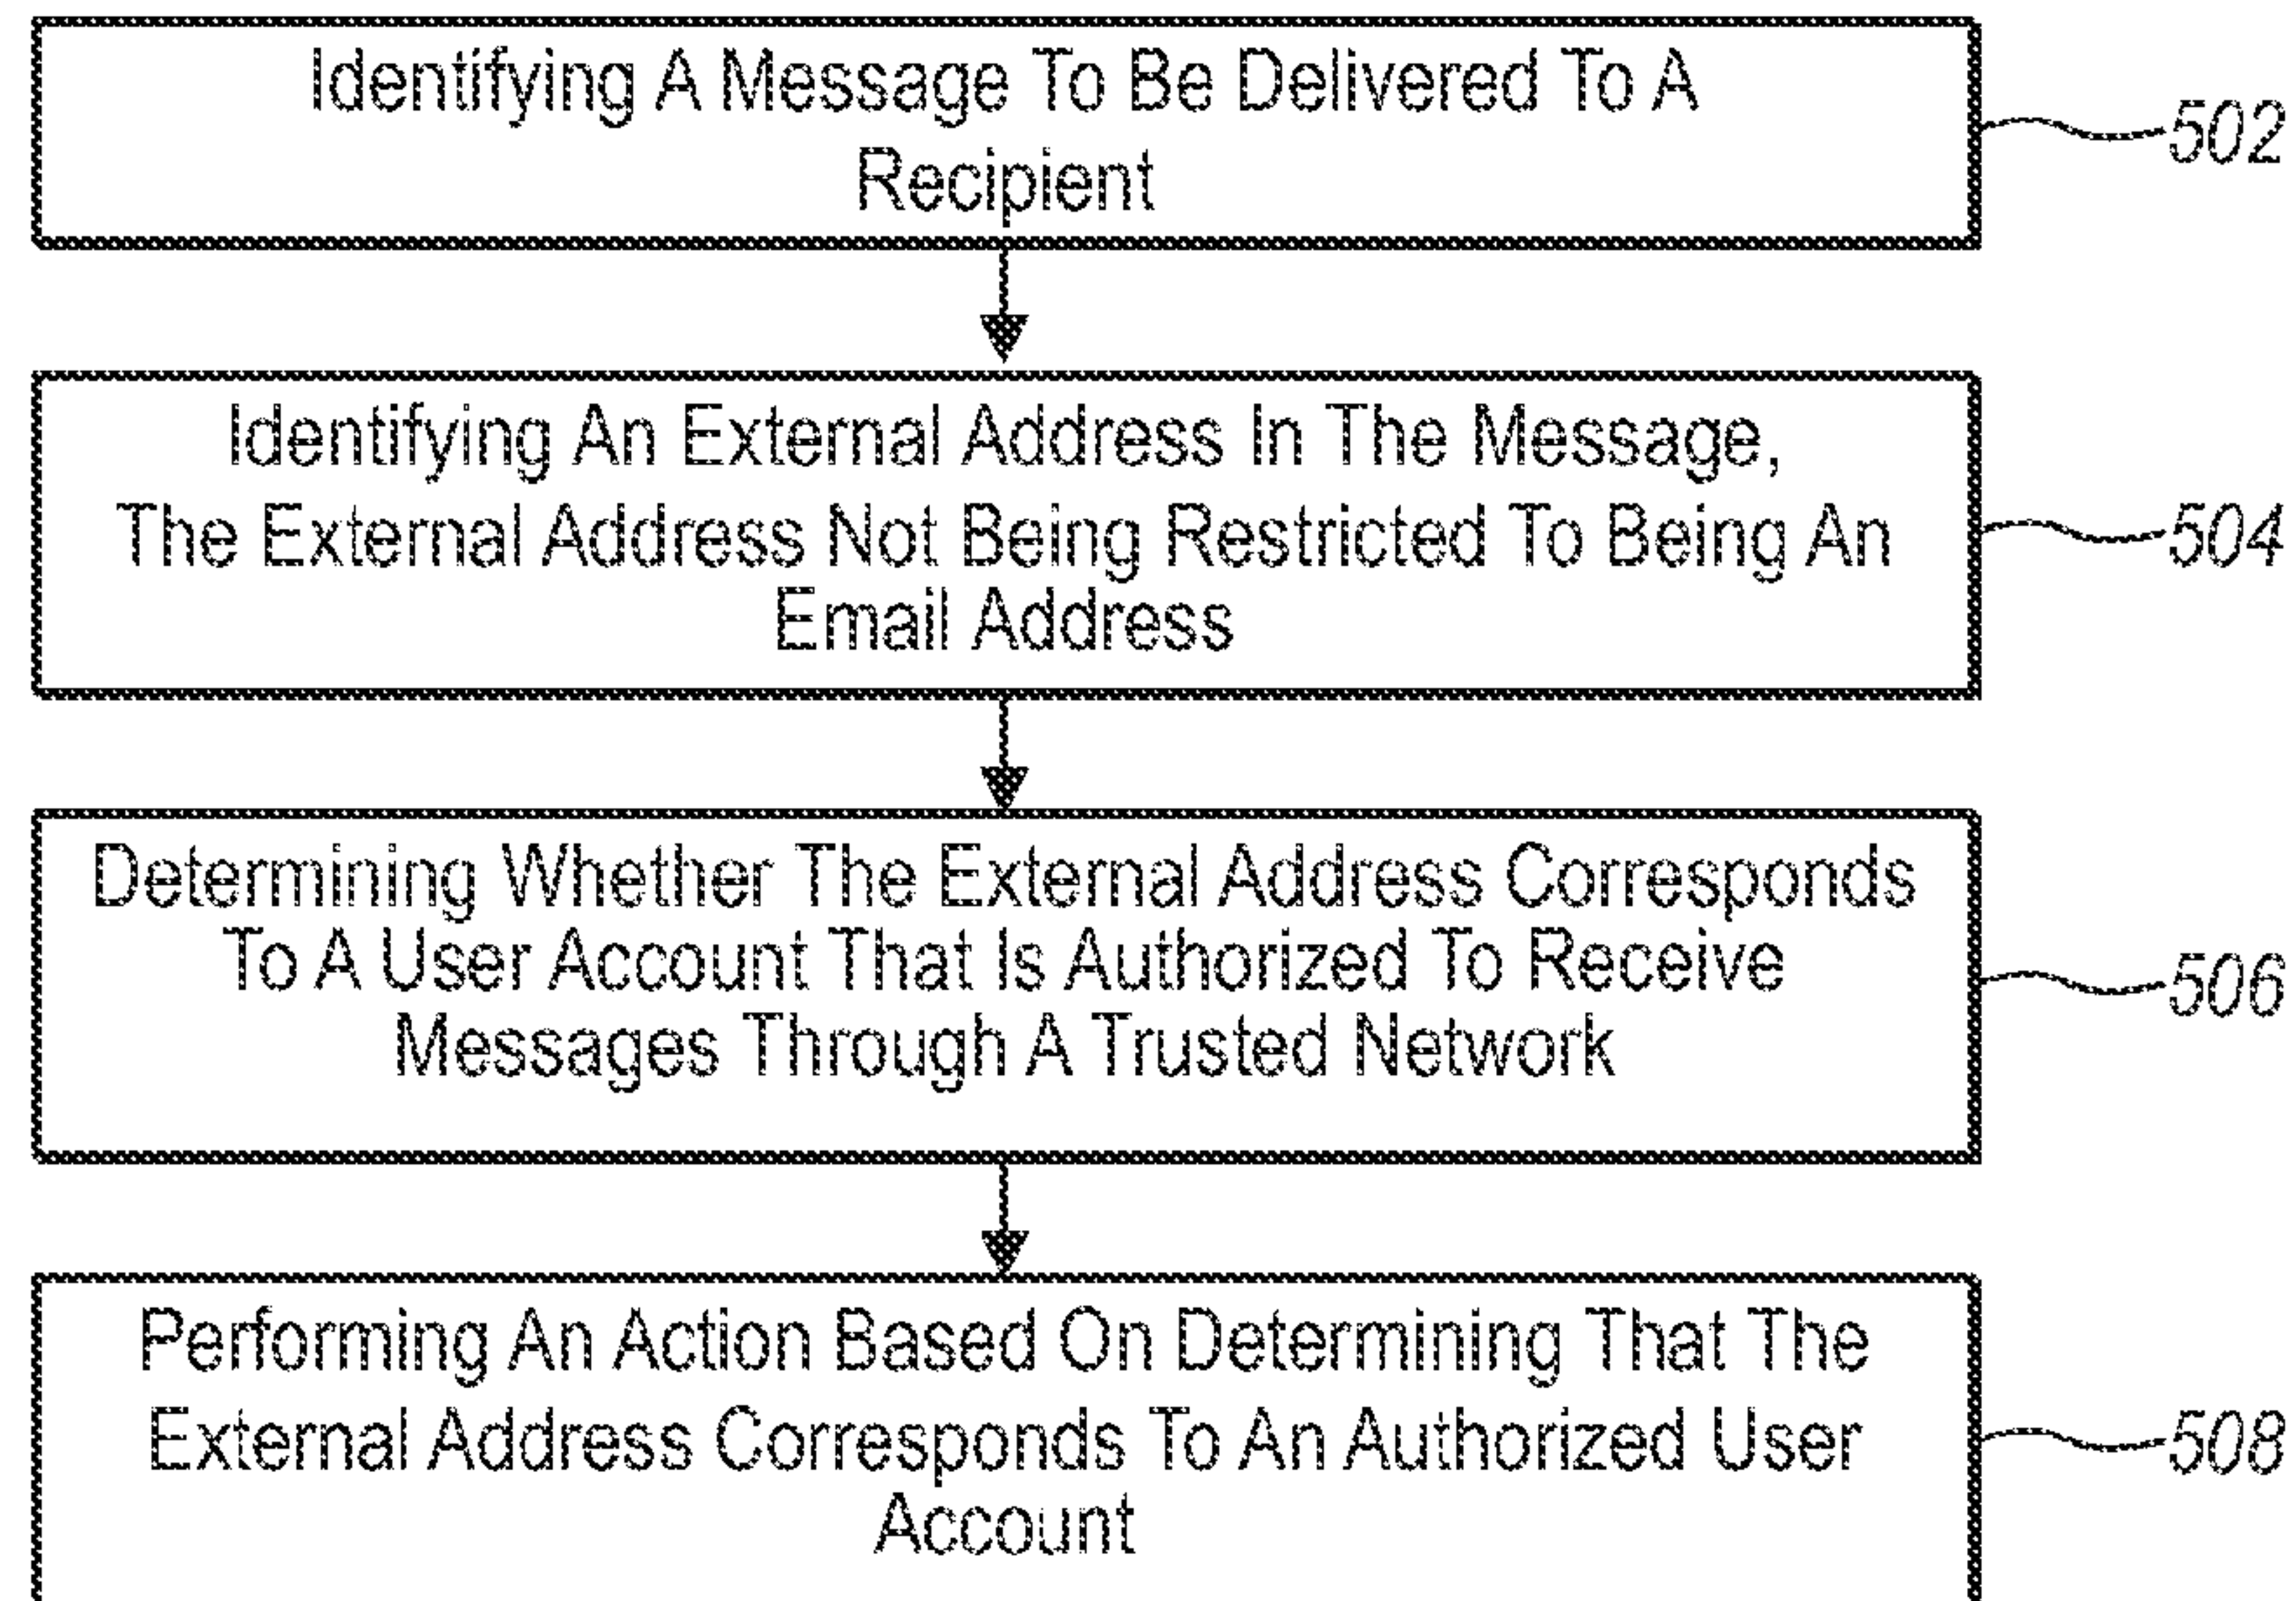 Identifying A Message To Be Delivered To A
Recipient
502
Identifying An External Address In The Message,
The External Address Not Being Restricted To Being An
Email Address
504
Determining Whether The External Address Corresponds
To A User Account That Is Authorized To Receive
Messages Through A Trusted Network
506
Performing An Action Based On Determining That The
External Address Corresponds To An Authorized User
Account
508